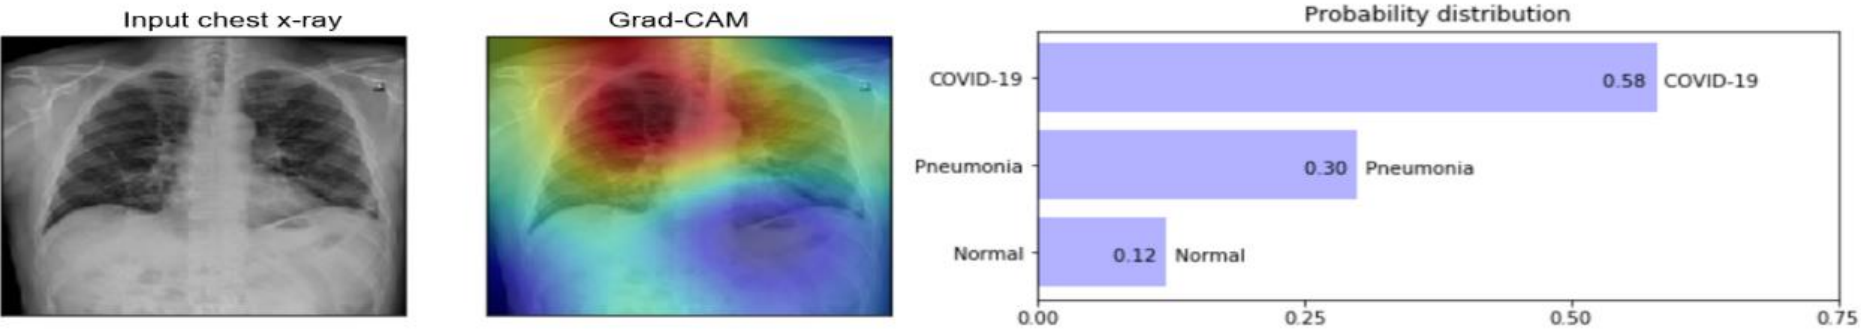 Input chest x-ray
Grad-CAM
Probability distribution
COVID-19
0.58 COVID-19
Pneumonia
0.30 Pneumonia
Normal
0.12 Normal
0.00 0.25 0.50 0.75